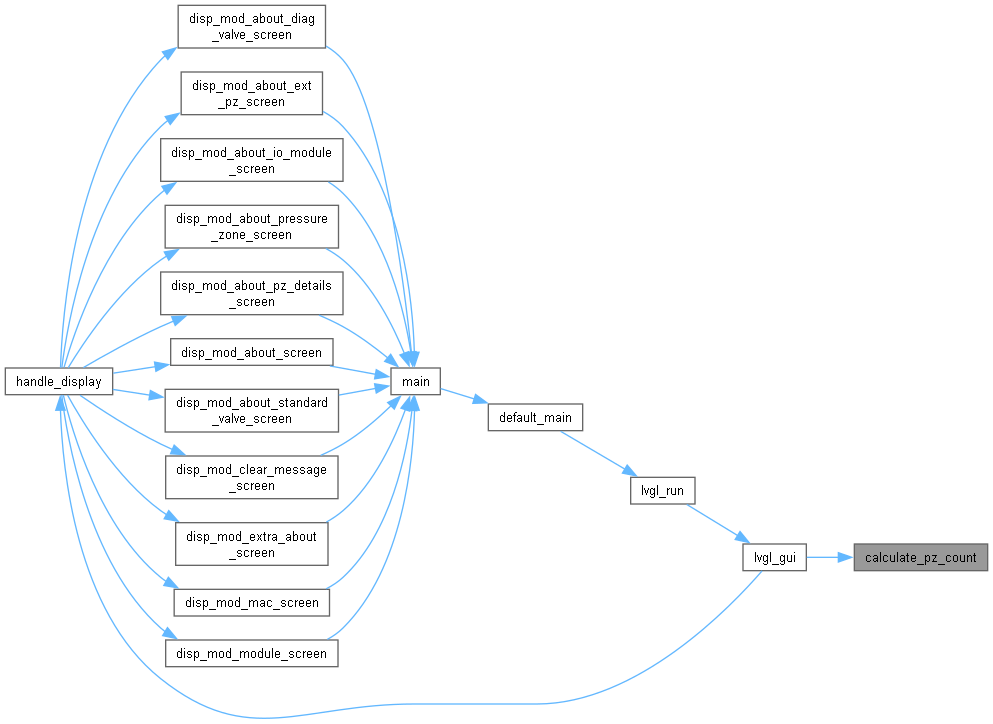 disp_mod_about_diag
_valve_screen
disp_mod_about_ext
_pz_screen
disp_mod_about_io_module
_screen
disp_mod_about_pressure
_zone_screen
disp_mod_about_pz_details
_screen
disp_mod_about_screen
handle_display
main
disp_mod_about_standard
_valve_screen
default_main
disp_mod_clear_message
_screen
lvgl_run
disp_mod_extra_about
_screen
lvgl_gui
calculate_pz_count
disp_mod_mac_screen
disp_mod_module_screen